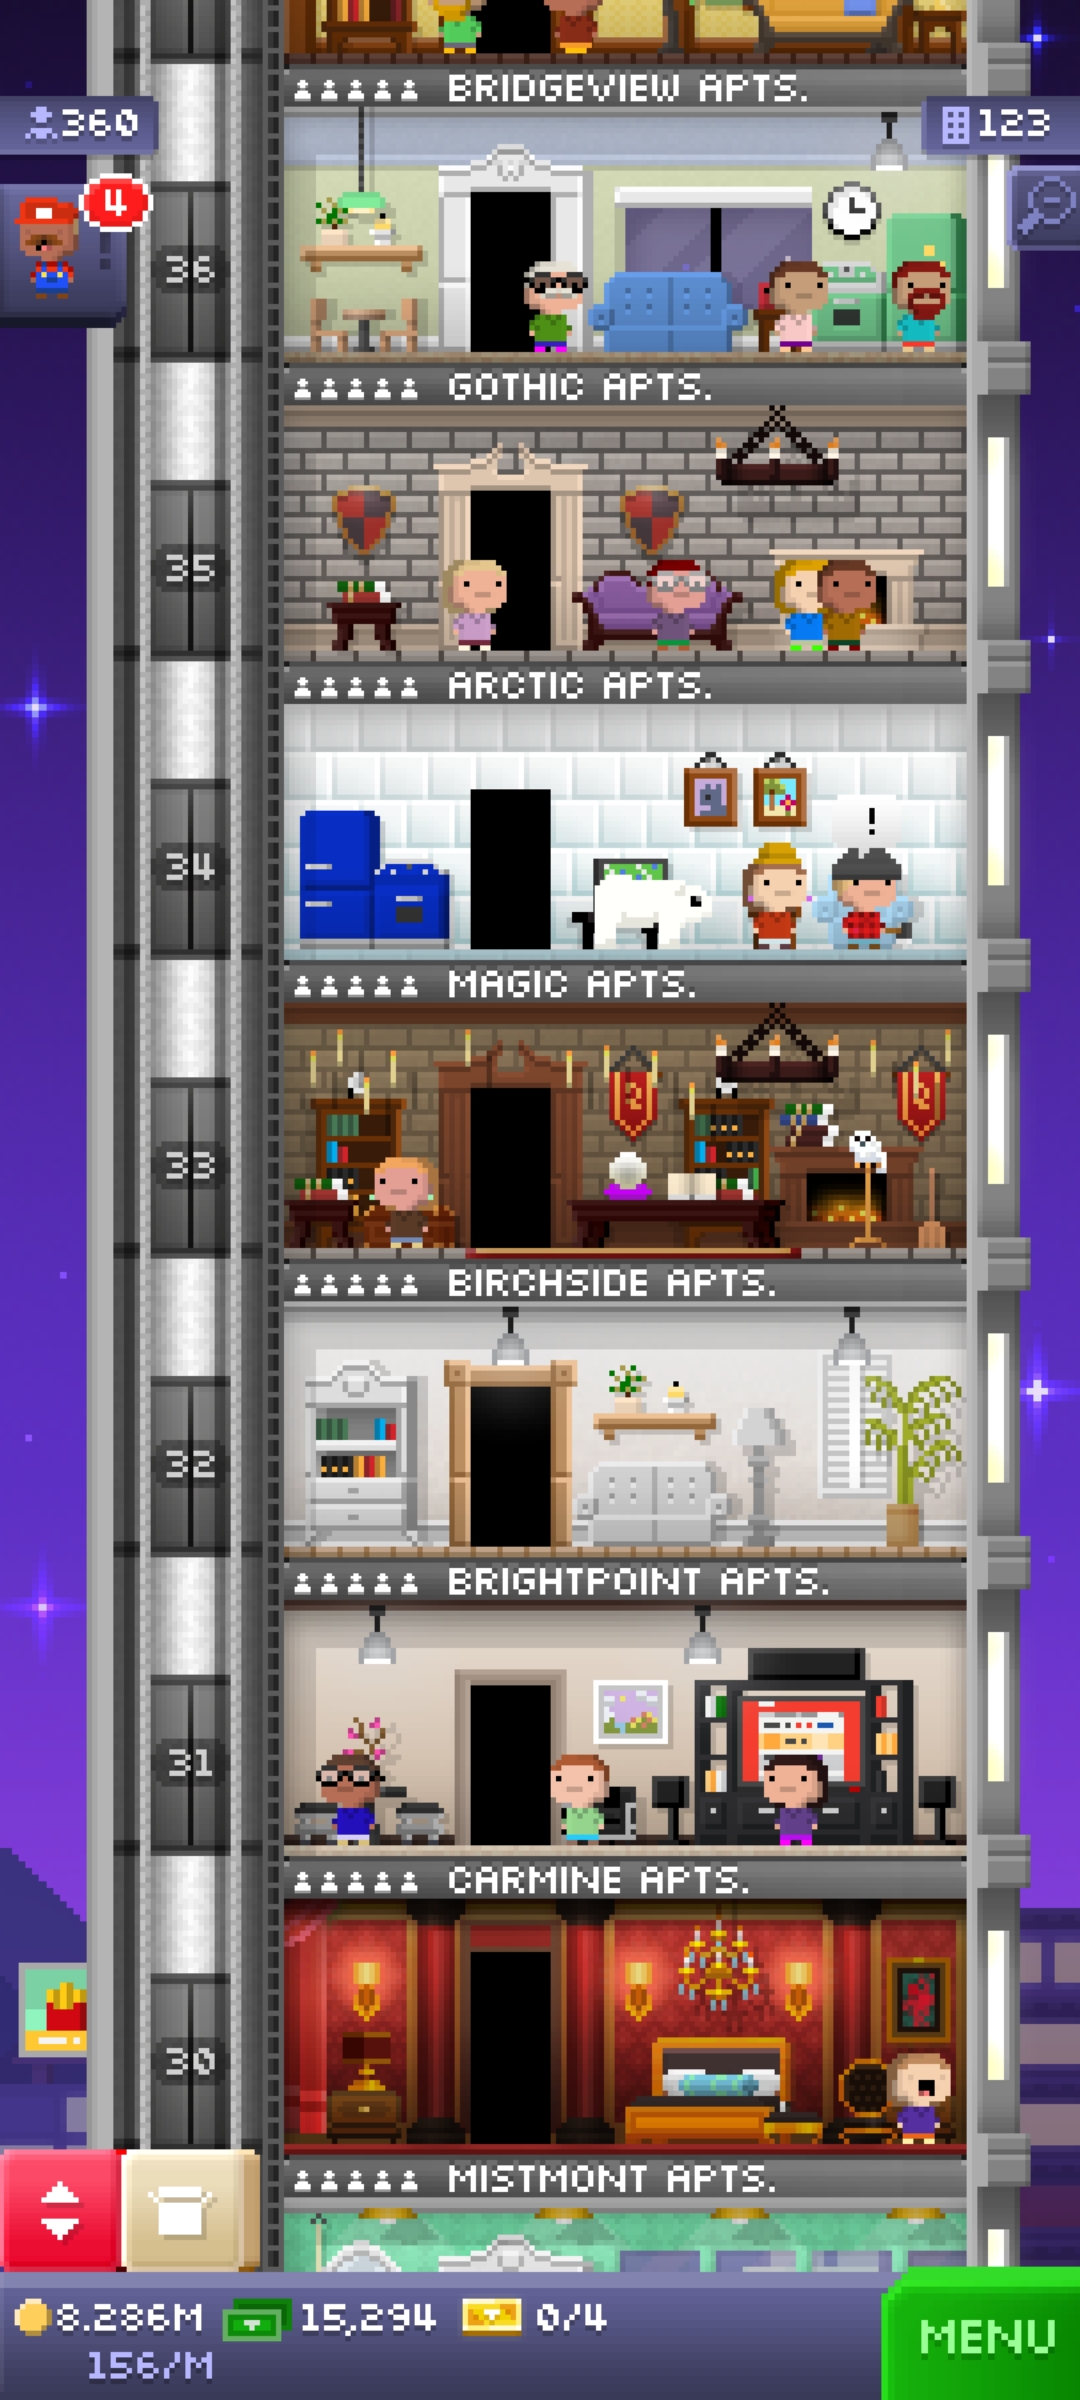 BRIDGEVIEW APTS.
360
123
4
36
GOTHIC APTS.
35
ARCTIC APTS.
!
34
MAGIC APTS.
33
BIRCHSIDE APTS.
32
BRIGHTPOINT APTS.
31
CARMINE APTS.
30
MISTMONT APTS.
8.286M 15,294 0/4
156/M
MENU